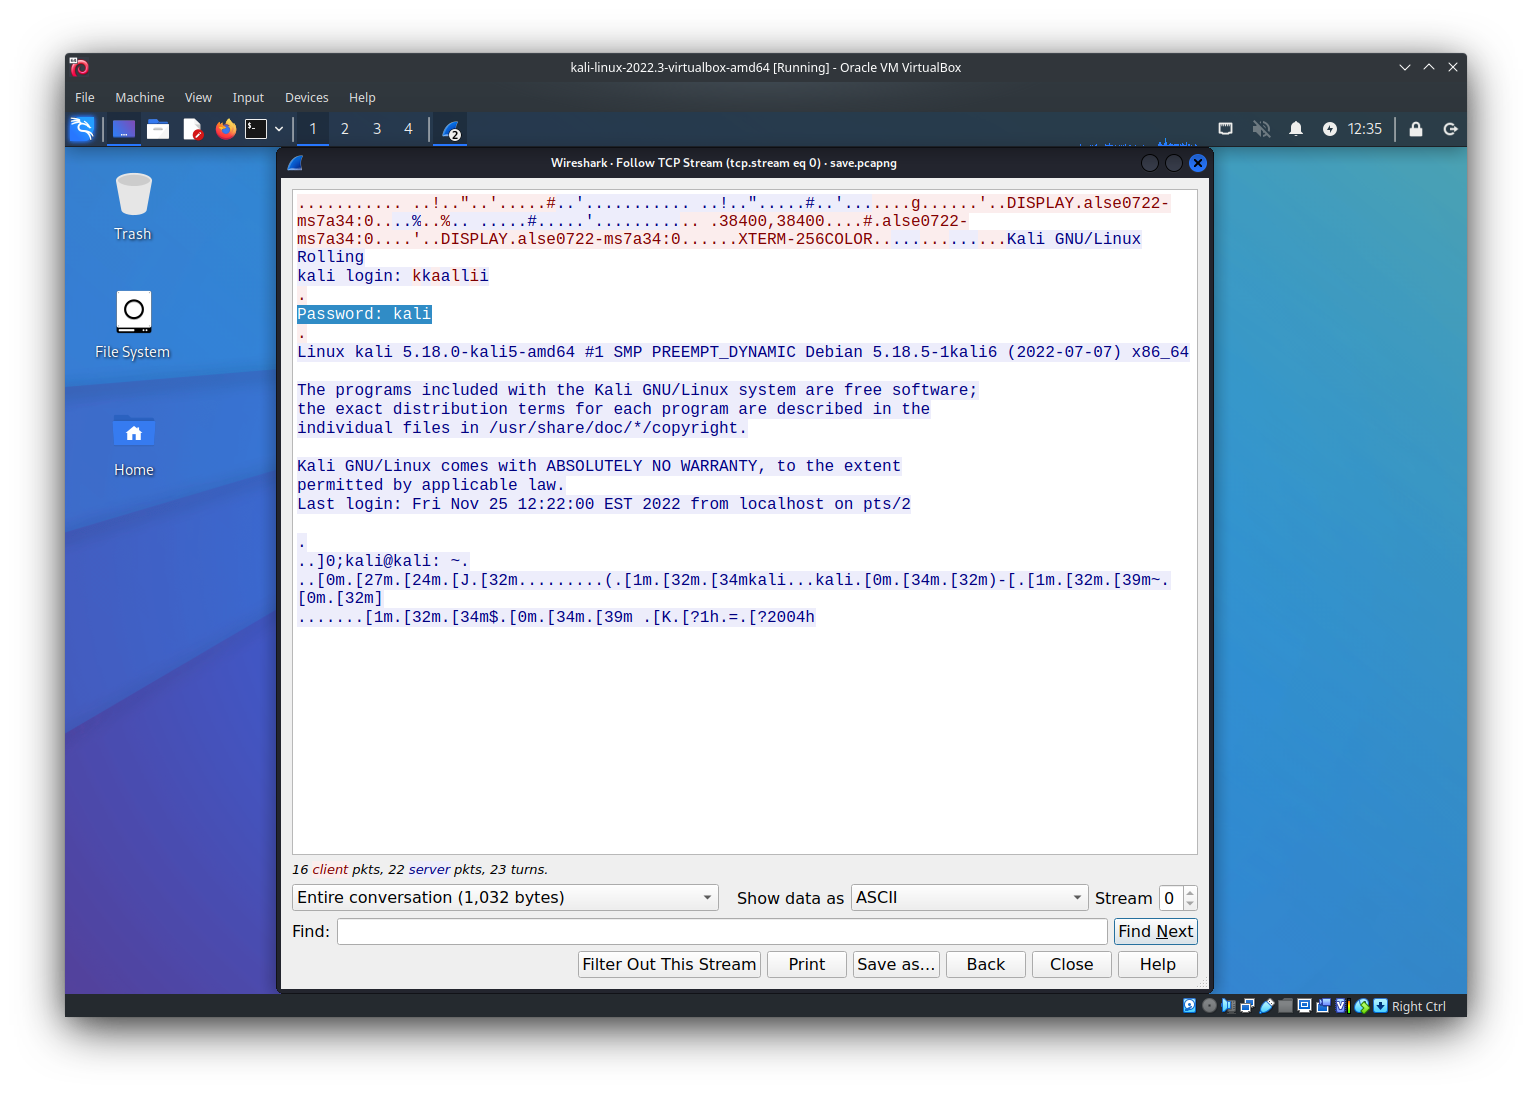 kali-linux-2022.3-virtualbox-amd64 [Running] - Oracle VM VirtualBox
File Machine View Input Devices Help
1 2 3 4 2 12:35
Wireshark · Follow TCP Stream (tcp.stream eq 0) · save.pcapng
Trash
File System
Home
........... ..!.."..'.....#..'........... ..!..".....#..'.......g......'..DISPLAY.alse0722-
ms7a34:0....%..%.. ......#.....'........... .38400,38400....#.alse0722-
ms7a34:0....'..DISPLAY.alse0722-ms7a34:0......XTERM-256COLOR..............Kali GNU/Linux
Rolling
kali login: kkaallii
.
Password: kali
.
Linux kali 5.18.0-kali5-amd64 #1 SMP PREEMPT_DYNAMIC Debian 5.18.5-1kali6 (2022-07-07) x86_64
The programs included with the Kali GNU/Linux system are free software;
the exact distribution terms for each program are described in the
individual files in /usr/share/doc/*/copyright.
Kali GNU/Linux comes with ABSOLUTELY NO WARRANTY, to the extent
permitted by applicable law.
Last login: Fri Nov 25 12:22:00 EST 2022 from localhost on pts/2
.
..]0;kali@kali: ~.
..[0m.[27m.[24m.[J.[32m.........(.[1m.[32m.[34mkali...kali.[0m.[34m.[32m)-[.[1m.[32m.[39m~.
[0m.[32m]
.......[1m.[32m.[34m$.[0m.[34m.[39m .[K.[?1h.=.[?2004h
16 client pkts, 22 server pkts, 23 turns.
Entire conversation (1,032 bytes) Show data as ASCII Stream 0
Find: Find Next
Filter Out This Stream Print Save as… Back Close Help
Right Ctrl